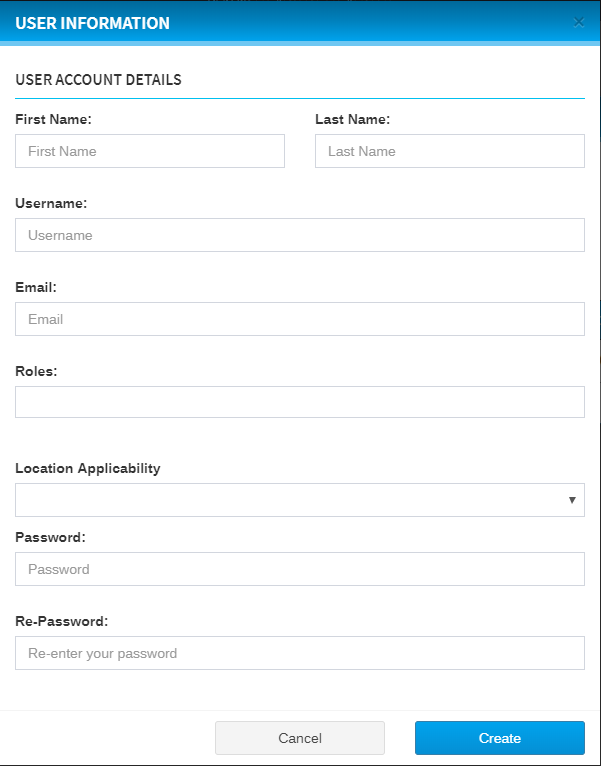 USER INFORMATION
USER ACCOUNT DETAILS
First Name: Last Name:
First Name Last Name
Username:
Username
Email:
Email
Roles:
Location Applicability
Password:
Password
Re-Password:
Re-enter your password
Cancel Create